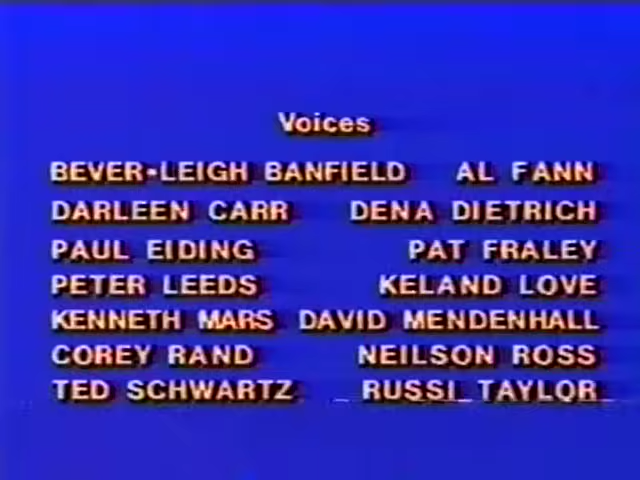 Voices
BEVER-LEIGH BANFIELD AL FANN
DARLEEN CARR DENA DIETRICH
PAUL EIDING PAT FRALEY
PETER LEEDS KELAND LOVE
KENNETH MARS DAVID MENDENHALL
COREY RAND NEILSON ROSS
TED SCHWARTZ RUSSI TAYLOR